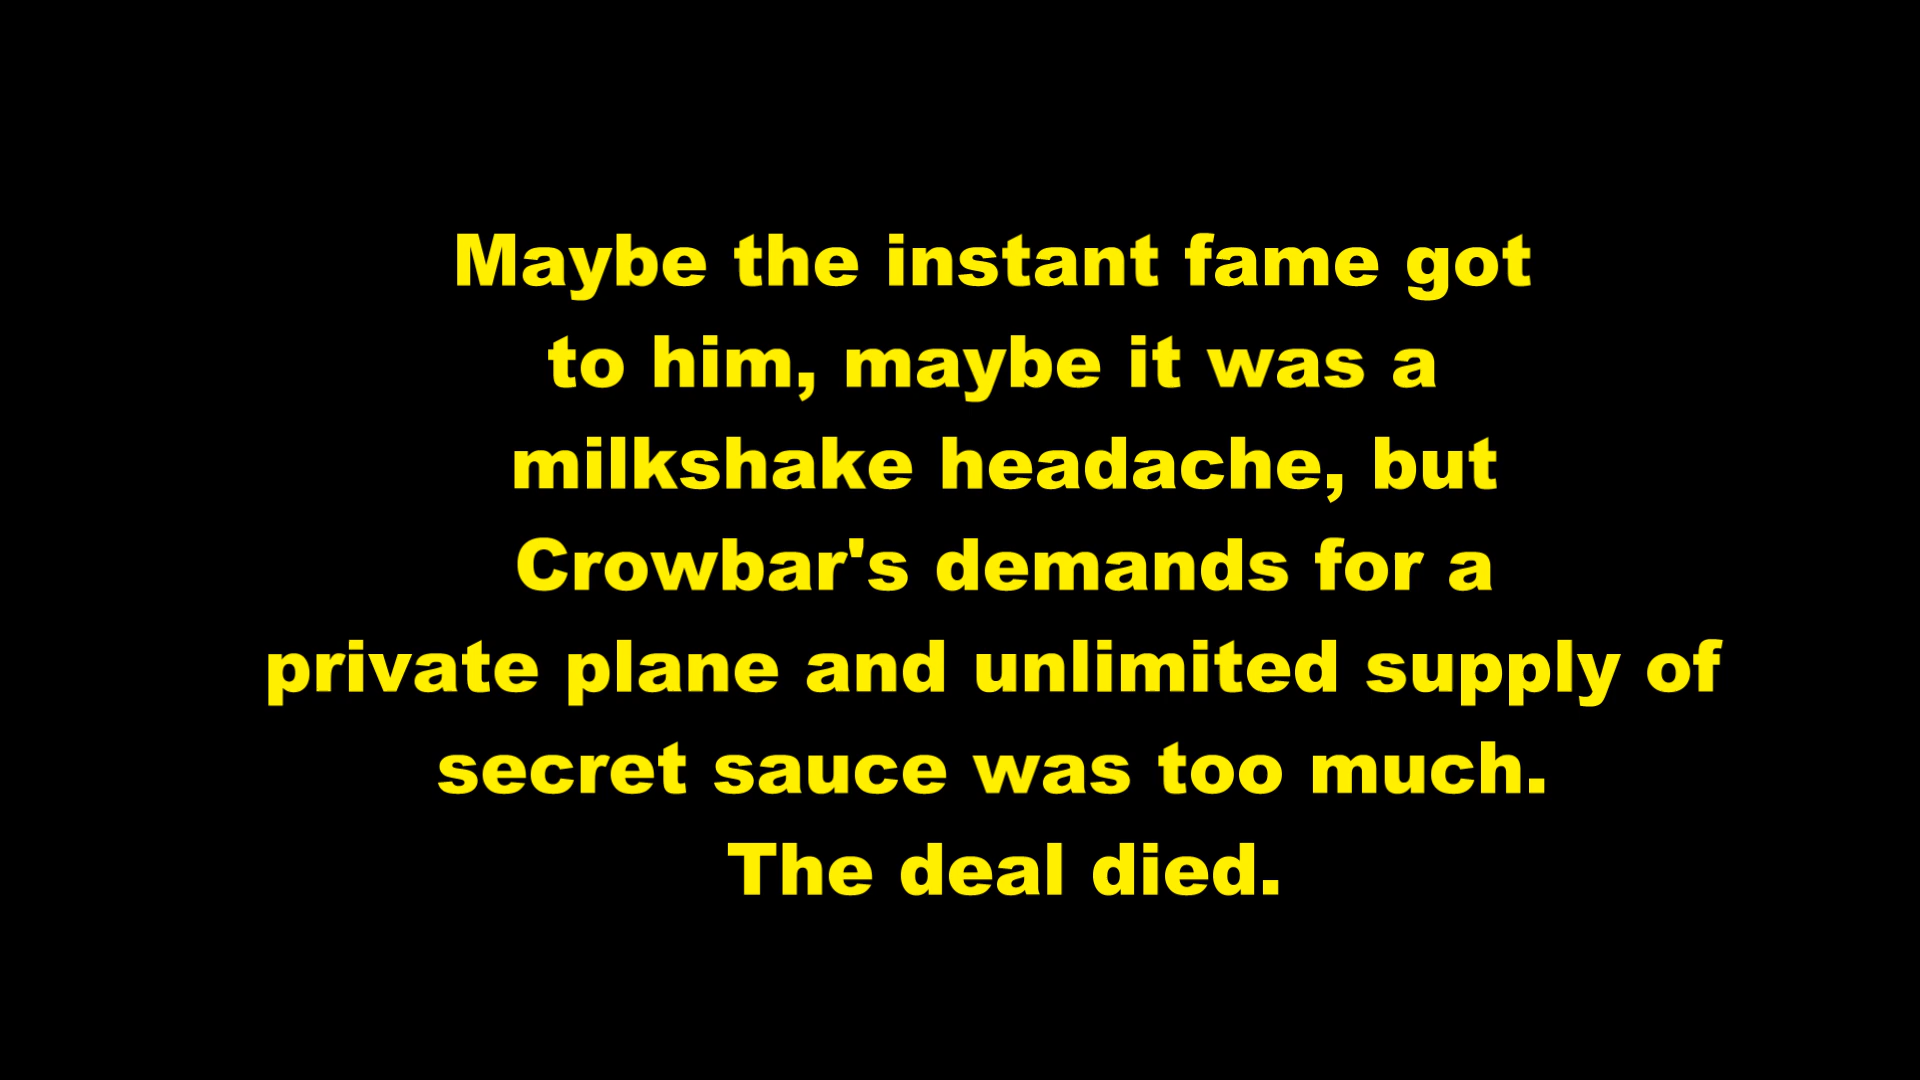 Maybe the instant fame got
to him, maybe it was a
milkshake headache, but
Crowbar's demands for a
private plane and unlimited supply of
secret sauce was too much.
The deal died.